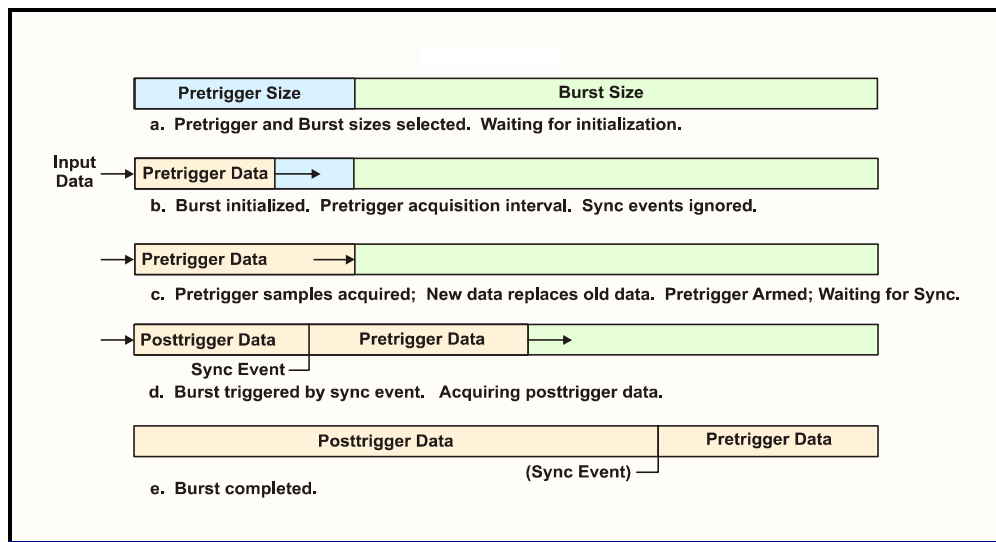 Pretrigger Size Burst Size
a. Pretrigger and Burst sizes selected. Waiting for initialization.
Input
Data
Pretrigger Data
b. Burst initialized. Pretrigger acquisition interval. Sync events ignored.
Pretrigger Data
c. Pretrigger samples acquired; New data replaces old data. Pretrigger Armed; Waiting for Sync.
Posttrigger Data Pretrigger Data
Sync Event
d. Burst triggered by sync event. Acquiring posttrigger data.
Posttrigger Data Pretrigger Data
(Sync Event)
e. Burst completed.